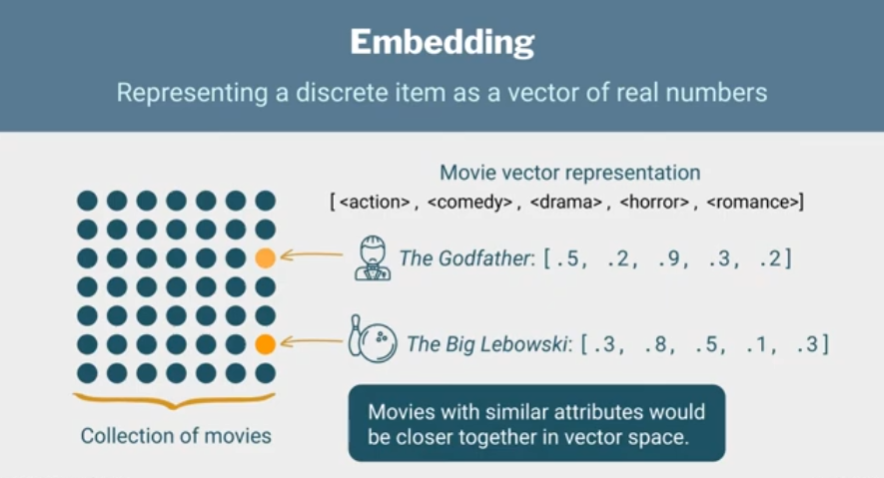 Embedding
Representing a discrete item as a vector of real numbers
Movie vector representation
[ <action> , <comedy> , <drama> , <horror> , <romance>]
The Godfather: [ .5, .2, .9, .3, .2]
The Big Lebowski: [ .3, .8, .5, .1, .3]
Movies with similar attributes would
be closer together in vector space.
Collection of movies